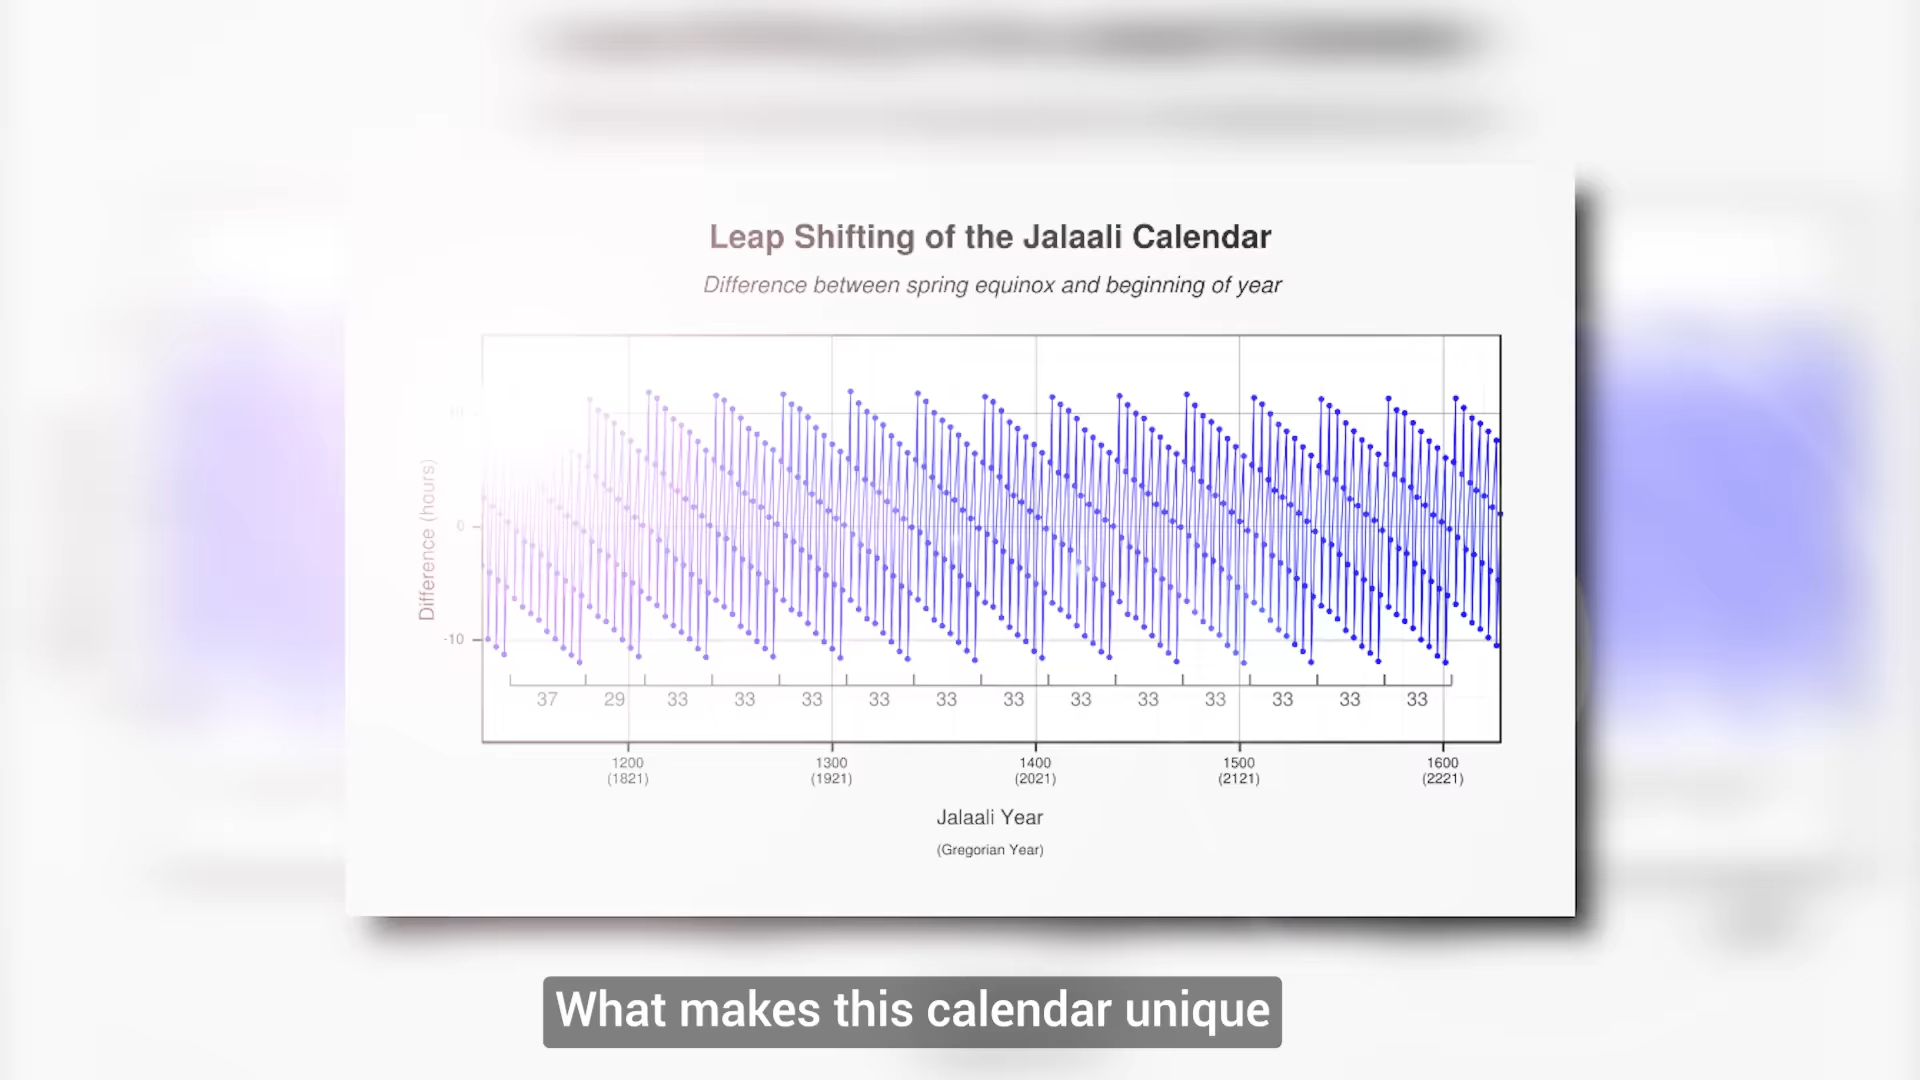 Leap Shifting of the Jalaali Calendar
Difference between spring equinox and beginning of year
Difference (hours)
10
0
-10
37 29 33 33 33 33 33 33 33 33 33 33 33 33
1200 1300 1400 1500 1600
(1821) (1921) (2021) (2121) (2221)
Jalaali Year
(Gregorian Year)
What makes this calendar unique